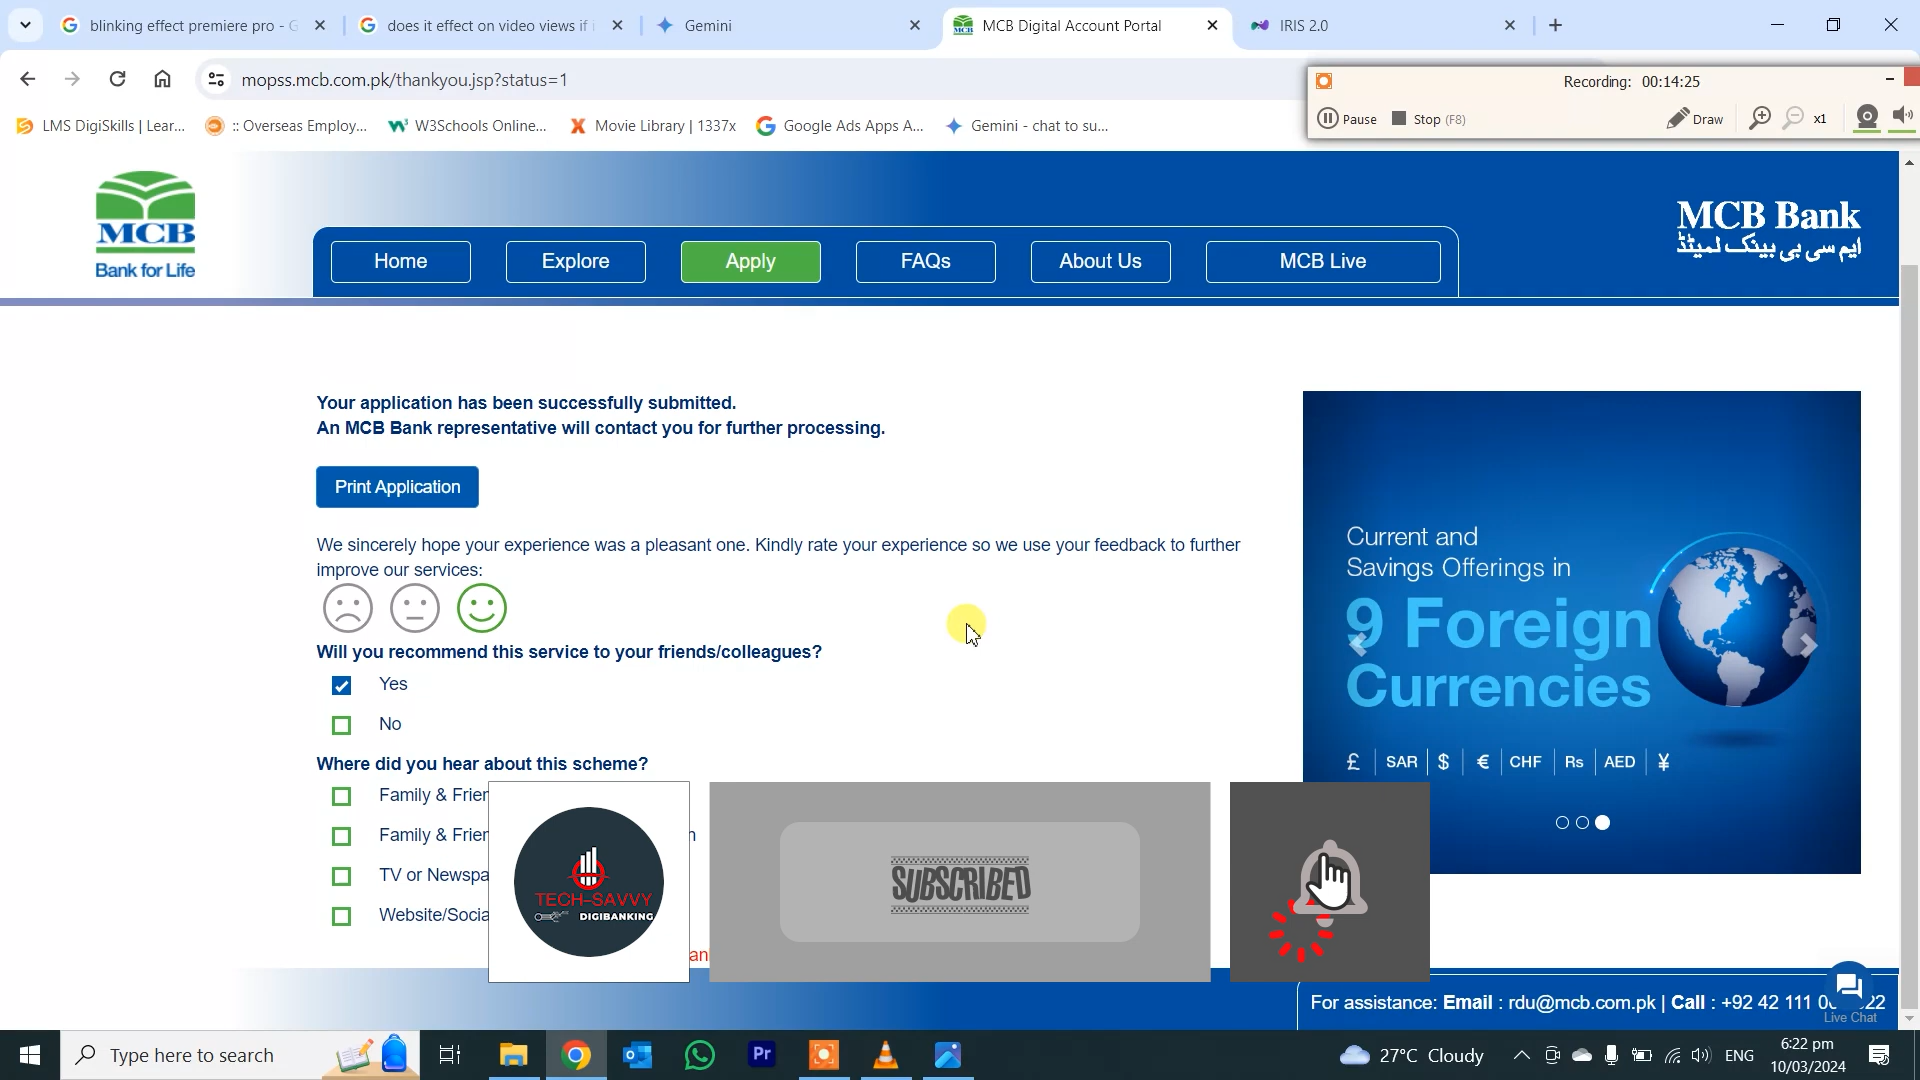 blinking effect premiere pro - G
does it effect on video views if i
Gemini
MCB Digital Account Portal
IRIS 2.0
mopss.mcb.com.pk/thankyou.jsp?status=1
Recording: 00:14:25
Pause
Stop (F8)
Draw
x1
LMS DigiSkills | Lear...
:: Overseas Employ...
W3Schools Online...
Movie Library | 1337x
Google Ads Apps A...
Gemini - chat to su...
MCB
Bank for Life
Home
Explore
Apply
FAQs
About Us
MCB Live
MCB Bank
ایم سی بی بینک لمیٹڈ
Your application has been successfully submitted.
An MCB Bank representative will contact you for further processing.
Print Application
We sincerely hope your experience was a pleasant one. Kindly rate your experience so we use your feedback to further
improve our services:
Will you recommend this service to your friends/colleagues?
Yes
No
Where did you hear about this scheme?
Family & Frien
Family & Frien
TV or Newspa
Website/Socia
Current and
Savings Offerings in
9 Foreign
Currencies
£ | SAR | $ | € | CHF | Rs | AED | ¥
TECH-SAVVY
DIGIBANKING
SUBSCRIBED
For assistance: Email : rdu@mcb.com.pk | Call : +92 42 111 0
22
Live Chat
Type here to search
Pr
27°C Cloudy
ENG
6:22 pm
10/03/2024